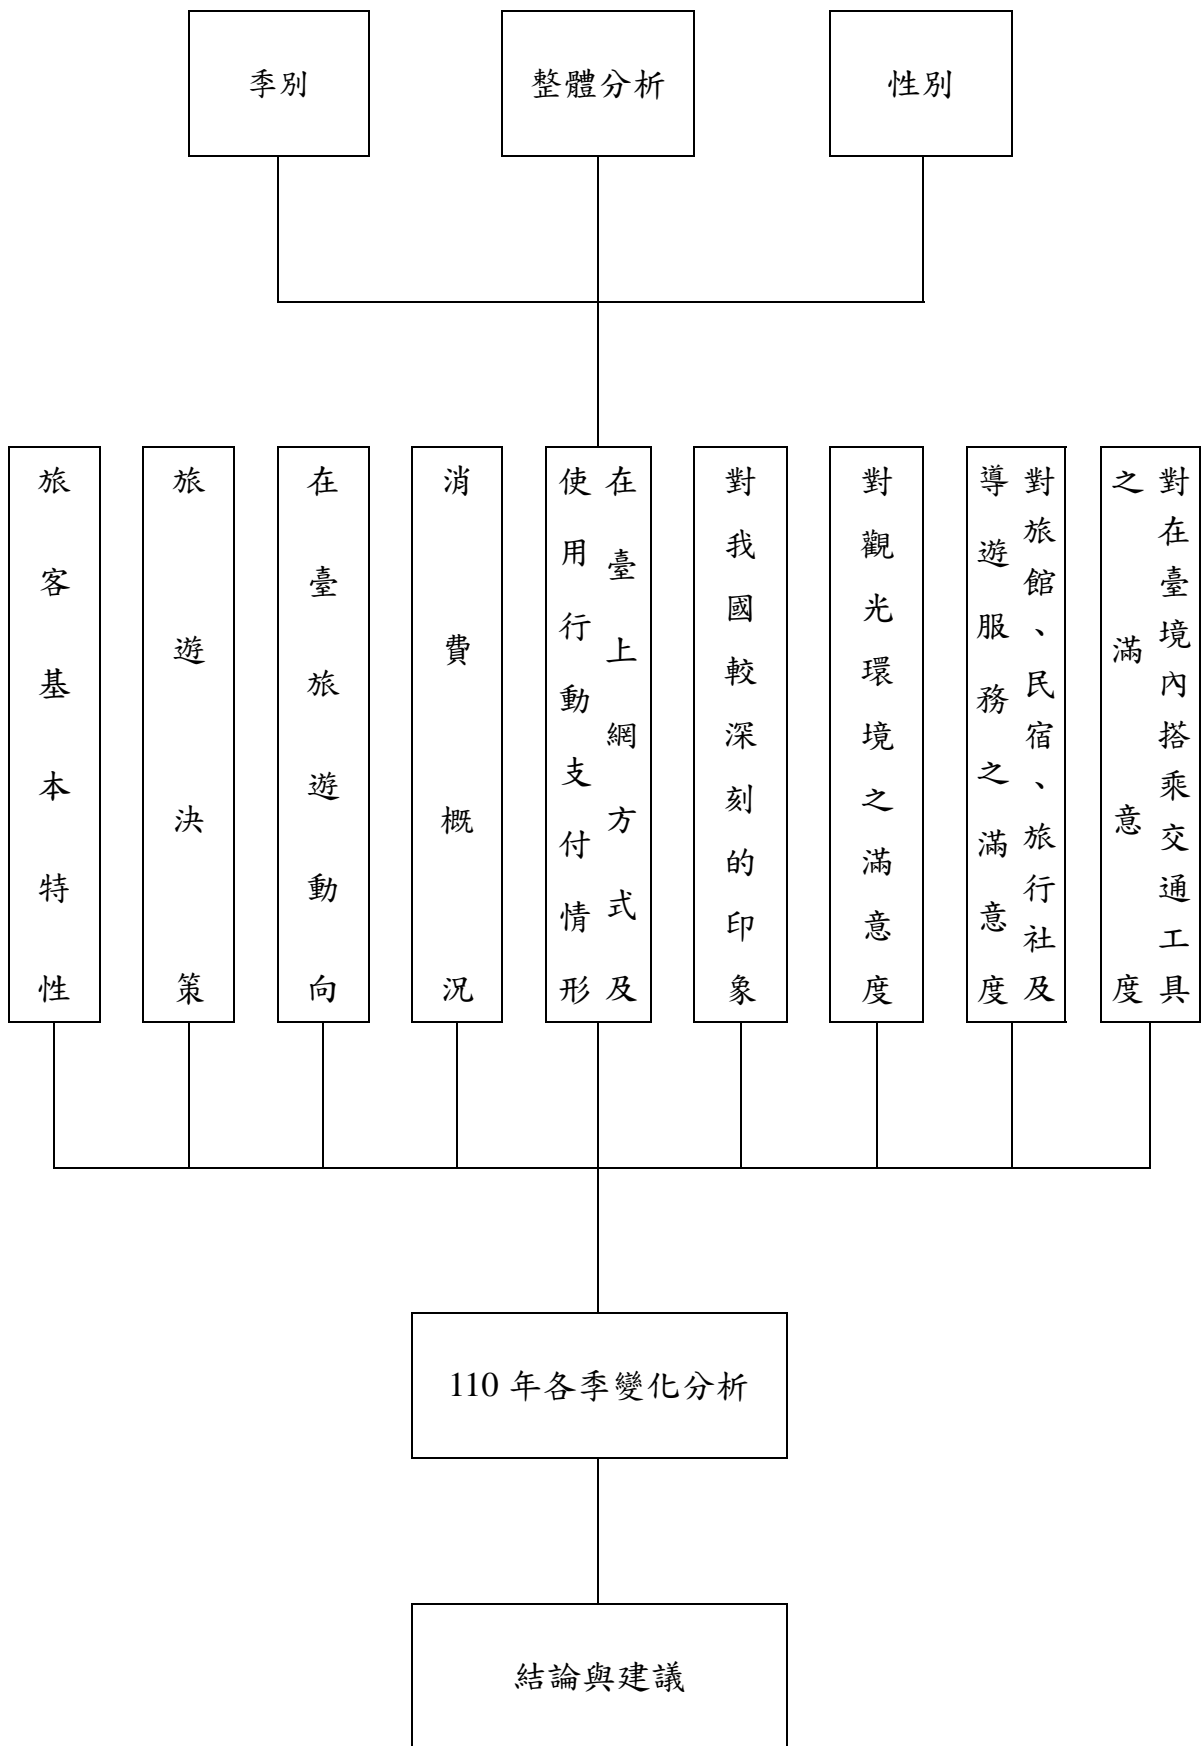 季別
整體分析
性別
旅客基本特性
旅遊決策
在臺旅遊動向
消費概況
在臺上網方式及
使用行動支付情形
對我國較深刻的印象
對觀光環境之滿意度
對旅館、民宿、旅行社及
導遊服務之滿意度
對在臺境內搭乘交通工具
之滿意度
110 年各季變化分析
結論與建議